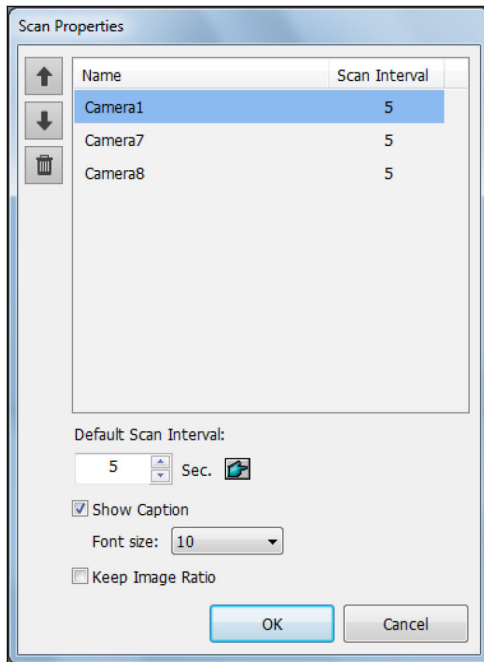 Scan Properties
Name Scan Interval
Camera1 5
Camera7 5
Camera8 5
Default Scan Interval:
5 Sec.
Show Caption
Font size: 10
Keep Image Ratio
OK Cancel